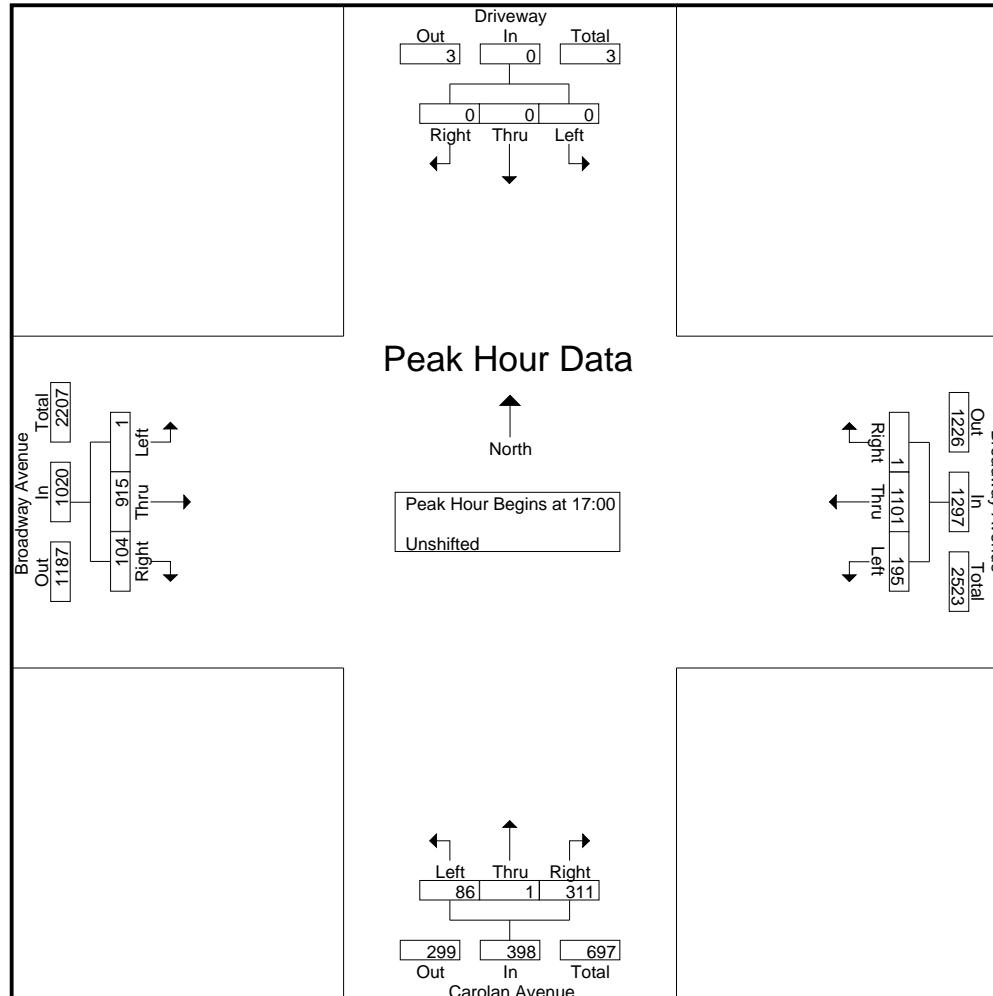 Driveway
Out In Total
3 0 3
0 0 0
Right Thru Left
Peak Hour Data
North
Peak Hour Begins at 17:00
Unshifted
Broadway Avenue
Total In Out
2207 1020 1187
1 915 104
Left Thru Right
Right Thru Left
1 1101 195
1226 1297 2523
Out In Total
Left Thru Right
86 1 311
299 398 697
Out In Total
Carolan Avenue